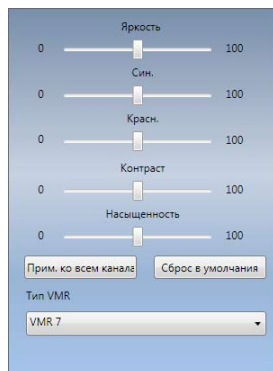 Яркость
0 100
Син.
0 100
Красн.
0 100
Контраст
0 100
Насыщенность
0 100
Прим. ко всем канала Сброс в умолчания
Тип VMR
VMR 7